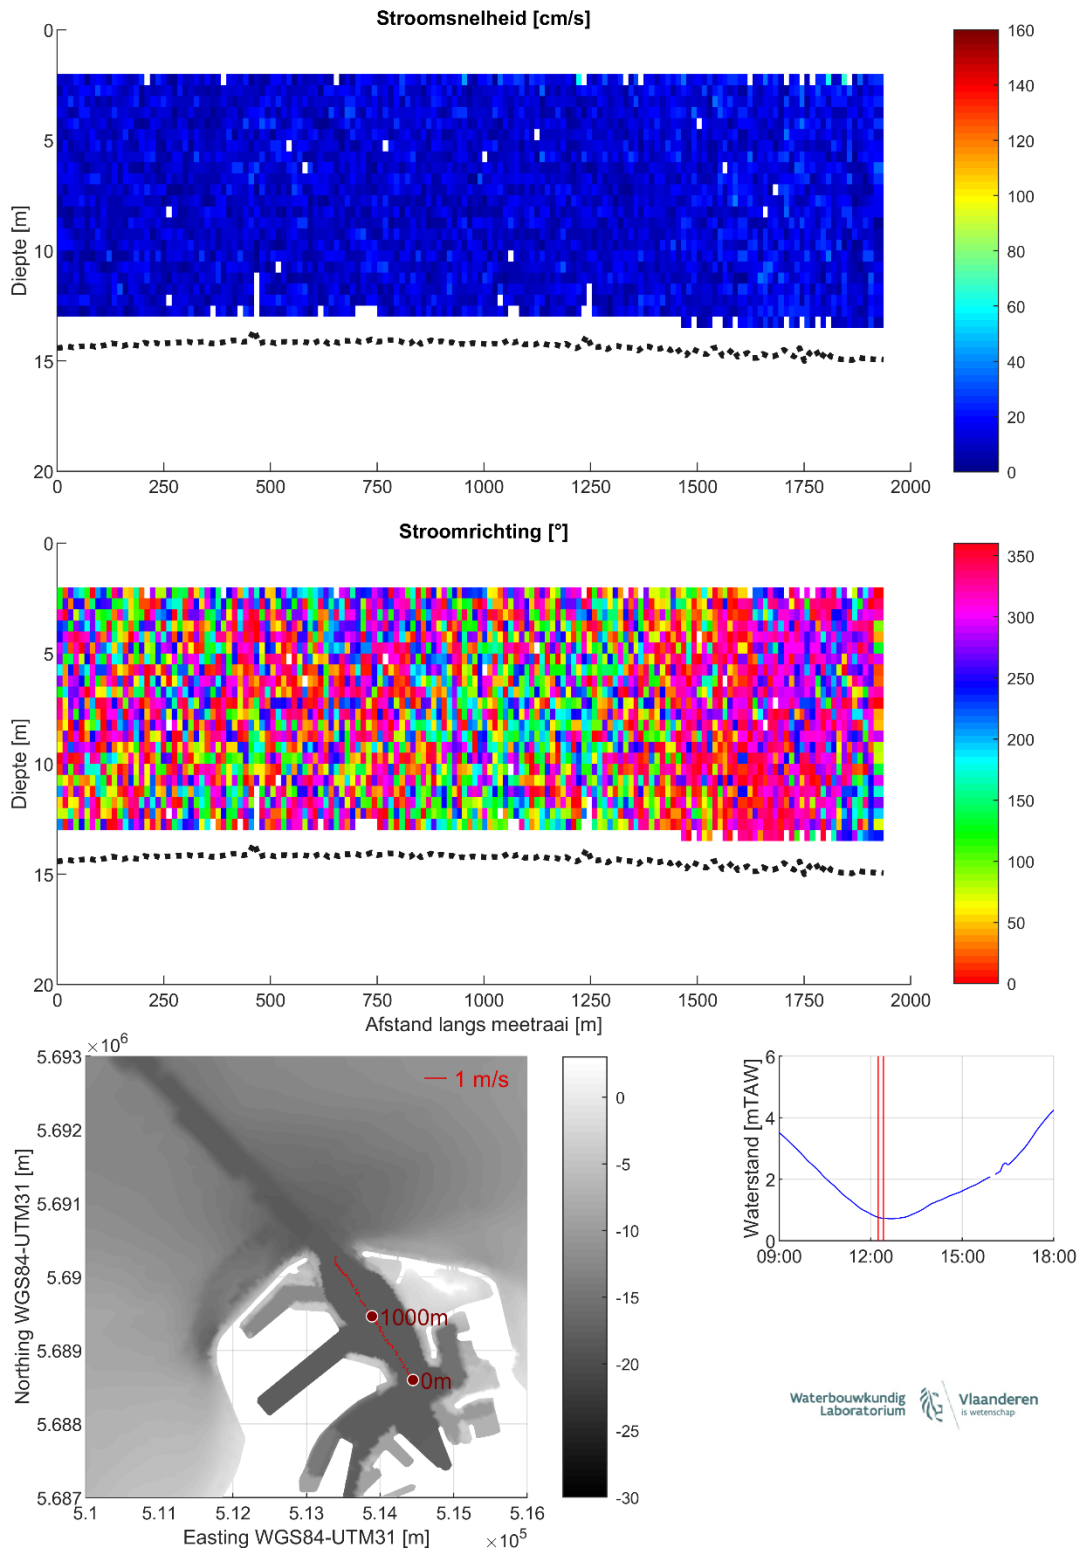 Stroomsnelheid [cm/s]
0
5
10
15
20
Diepte [m]
0 250 500 750 1000 1250 1500 1750 2000
160
140
120
100
80
60
40
20
0
Stroomrichting [°]
0
5
10
15
20
Diepte [m]
0 250 500 750 1000 1250 1500 1750 2000
Afstand langs meetraai [m]
350
300
250
200
150
100
50
0
×10⁶
5.693
5.692
5.691
5.69
5.689
5.688
5.687
Northing WGS84-UTM31 [m]
1 m/s
1000m
0m
5.1 5.12 5.13 5.14 5.15 5.16
Easting WGS84-UTM31 [m]
×10⁵
0
-5
-10
-15
-20
-25
-30
6
4
2
0
Waterstand [mTAW]
09:00 12:00 15:00 18:00
Waterbouwkundig
Laboratorium
Vlaanderen
is wetenschap